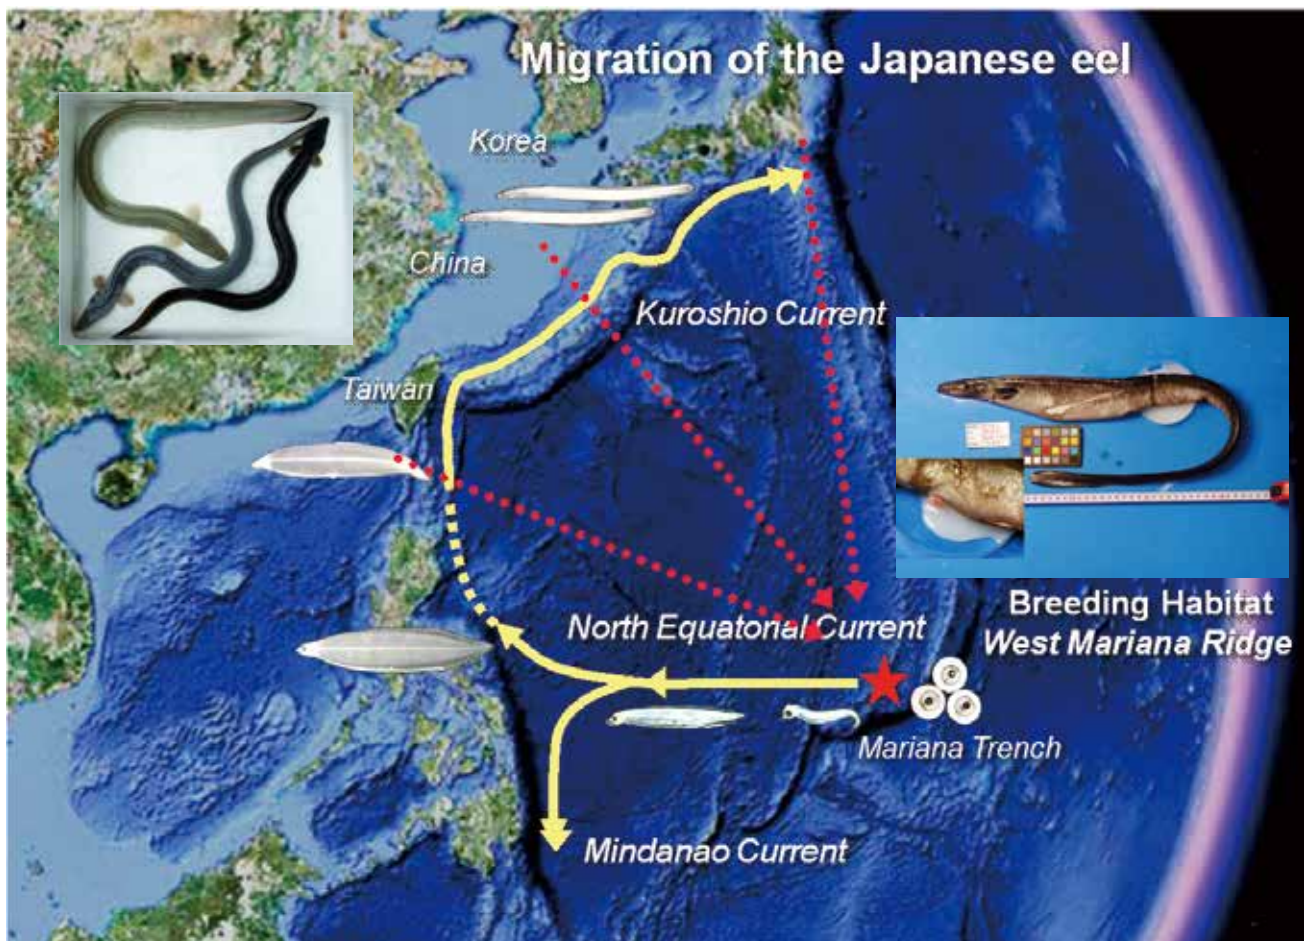 Migration of the Japanese eel
Korea
China
Kuroshio Current
Taiwan
North Equatonal Current
Breeding Habitat
West Mariana Ridge
Mariana Trench
Mindanao Current